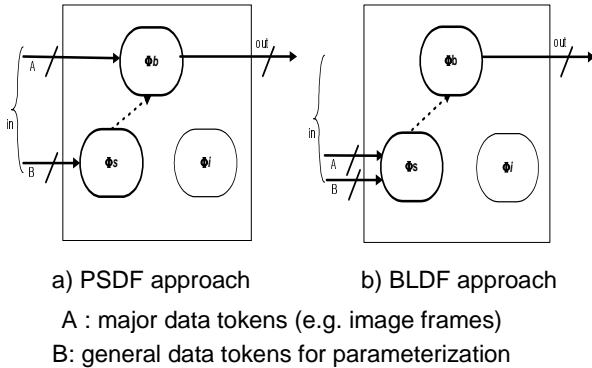 Φb
out
A
in
B
Φs
Φi
Φb
out
in
A
B
Φs
Φi
a) PSDF approach
b) BLDF approach
A : major data tokens (e.g. image frames)
B: general data tokens for parameterization